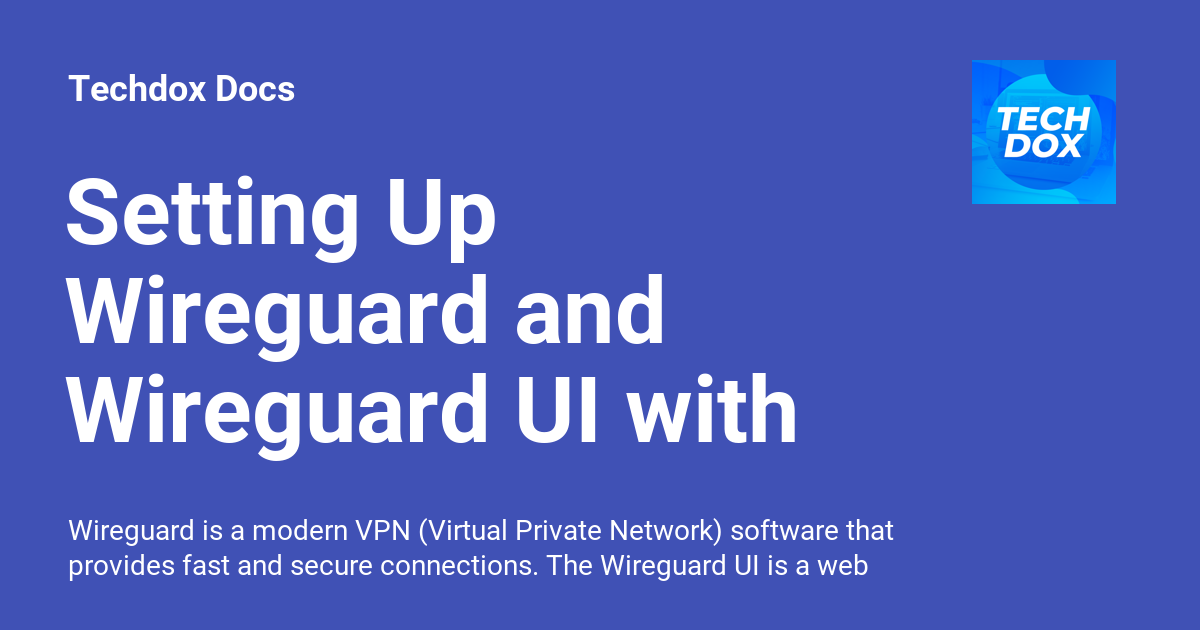 Techdox Docs
TECH
DOX
Setting Up
Wireguard and
Wireguard UI with
Wireguard is a modern VPN (Virtual Private Network) software that
provides fast and secure connections. The Wireguard UI is a web